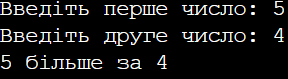 Введіть перше число: 5
Введіть друге число: 4
5 більше за 4